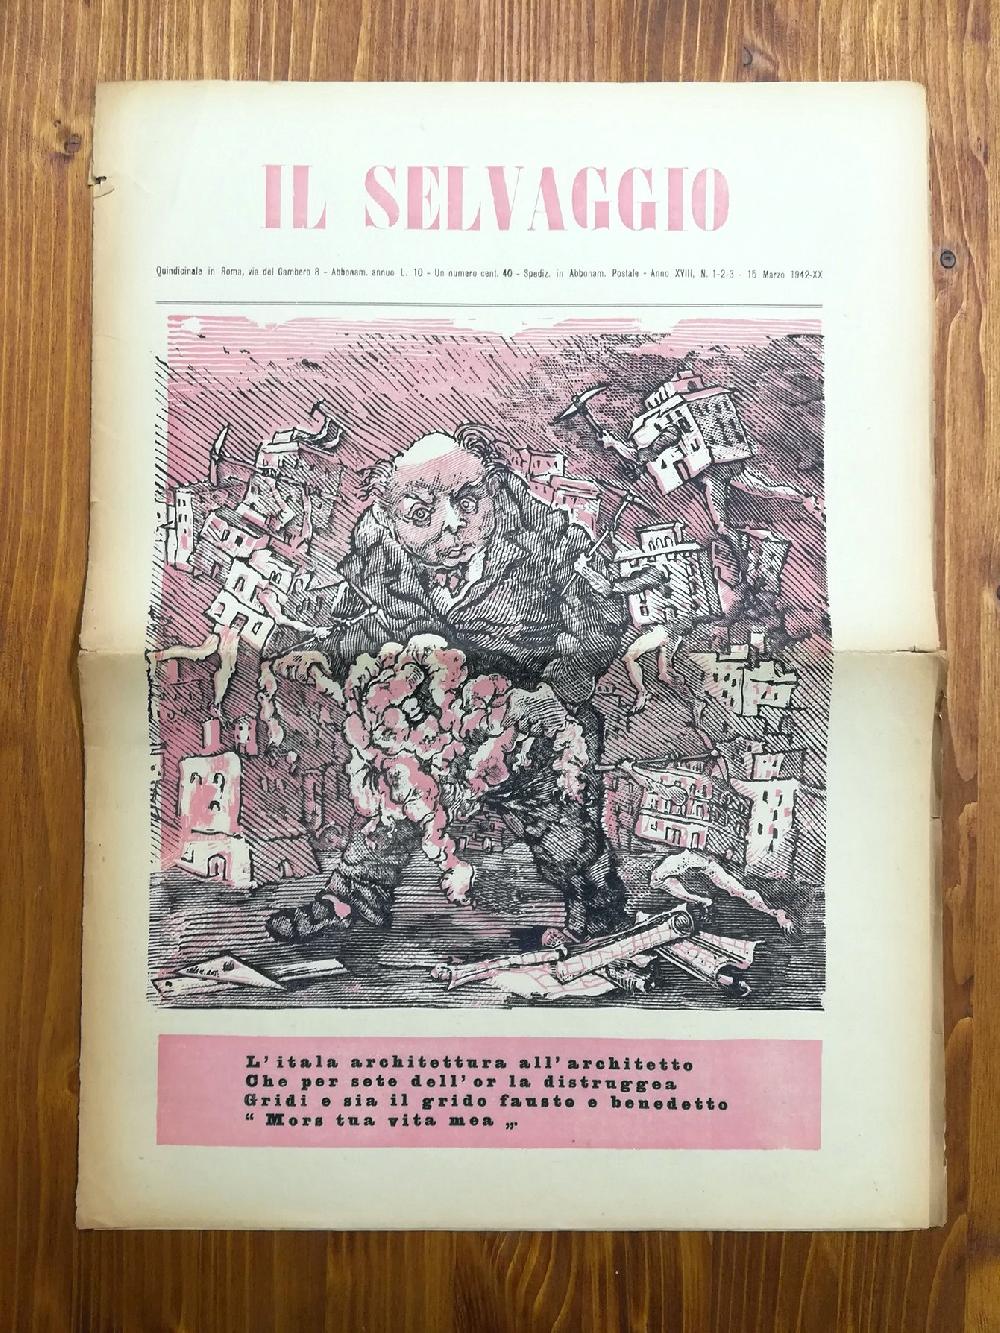 IL SELVAGGIO
Quindicinale in Roma, via del Gambero 8 - Abbonam. annuo L. 10 - Un numero cent. 40 - Spediz. in Abbonam. Postale - Anno XVIII, N. 1-2-3 - 15 Marzo 1942-XX
L' itala architettura all' architetto
Che per sete dell' or la distruggea
Gridi e sia il grido fausto e benedetto
“ Mors tua vita mea „.